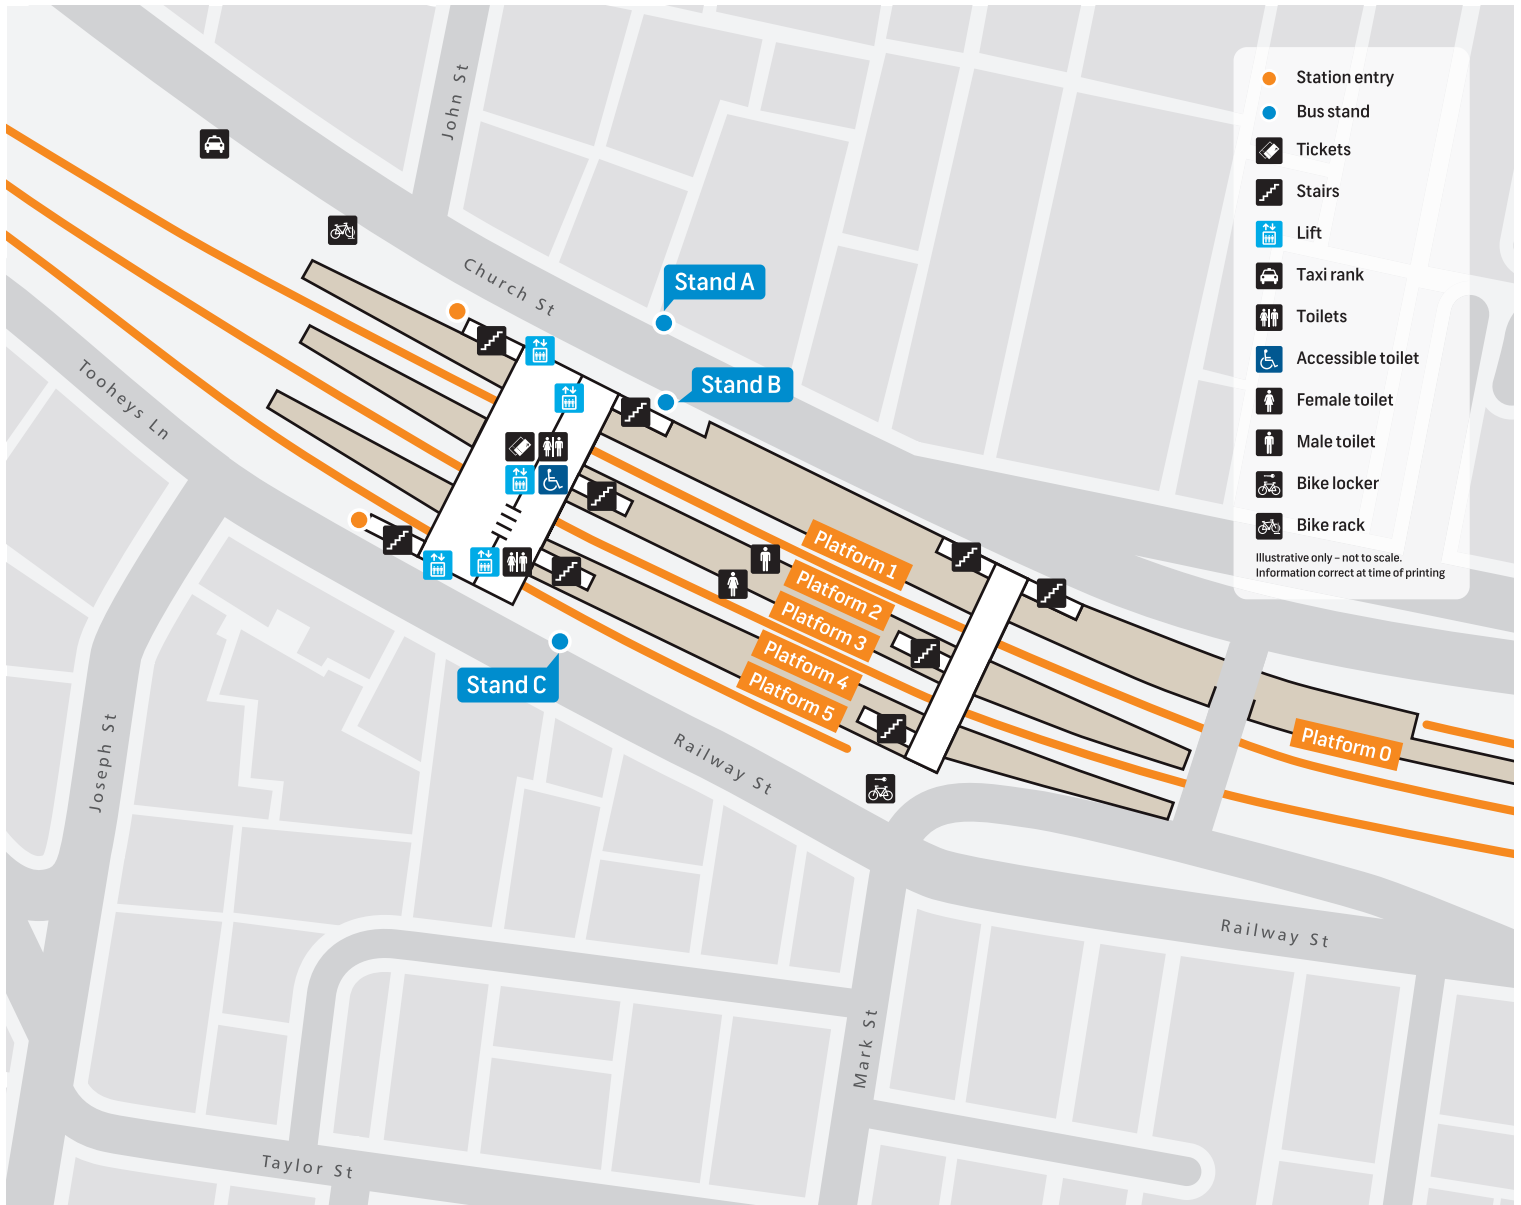 John St
Church St
Stand A
Stand B
Tooheys Ln
Stand C
Platform 1
Platform 2
Platform 3
Platform 4
Platform 5
Platform 0
Joseph St
Railway St
Railway St
Mark St
Taylor St
Station entry
Bus stand
Tickets
Stairs
Lift
Taxi rank
Toilets
Accessible toilet
Female toilet
Male toilet
Bike locker
Bike rack
Illustrative only – not to scale.
Information correct at time of printing